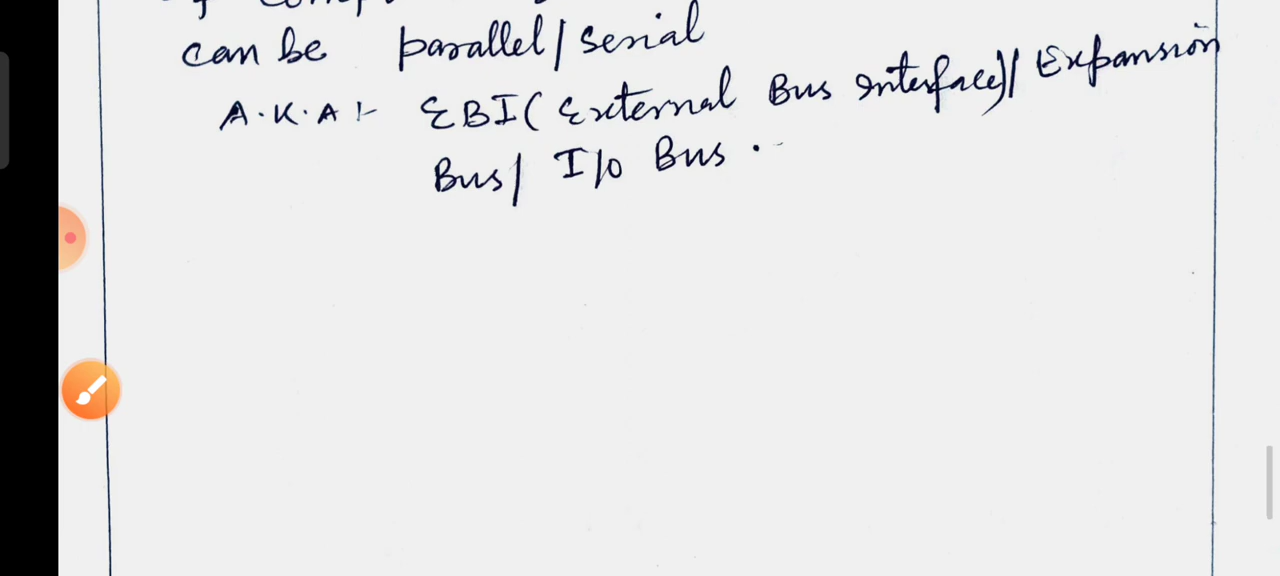 can be parallel/serial
A.K.A:- EBI (External Bus Interface)/Expansion
Bus/ I/O Bus.